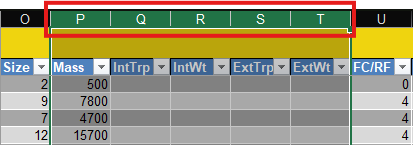 O P Q R S T U
Size Mass IntTrp IntWt ExtTrp ExtWt FC/RF
2 500 0
9 7800 4
7 4700 4
12 15700 4